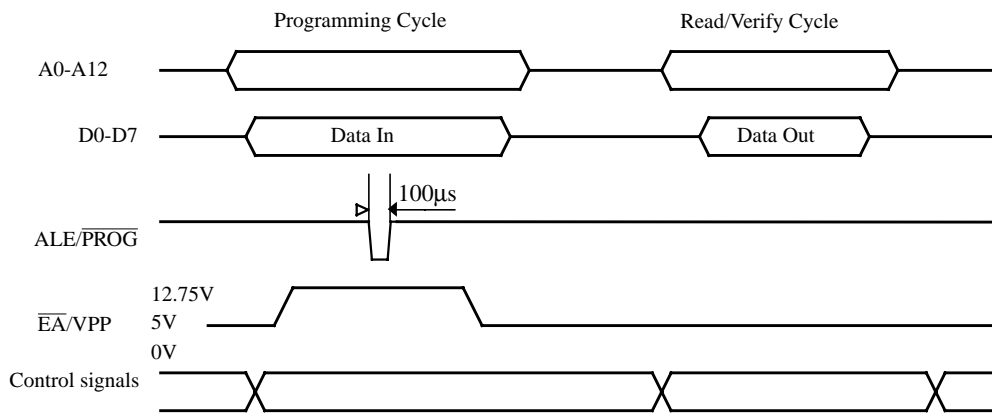 Programming Cycle
Read/Verify Cycle
A0-A12
D0-D7
Data In
Data Out
100µs
ALE/PROG
12.75V
EA/VPP
5V
0V
Control signals